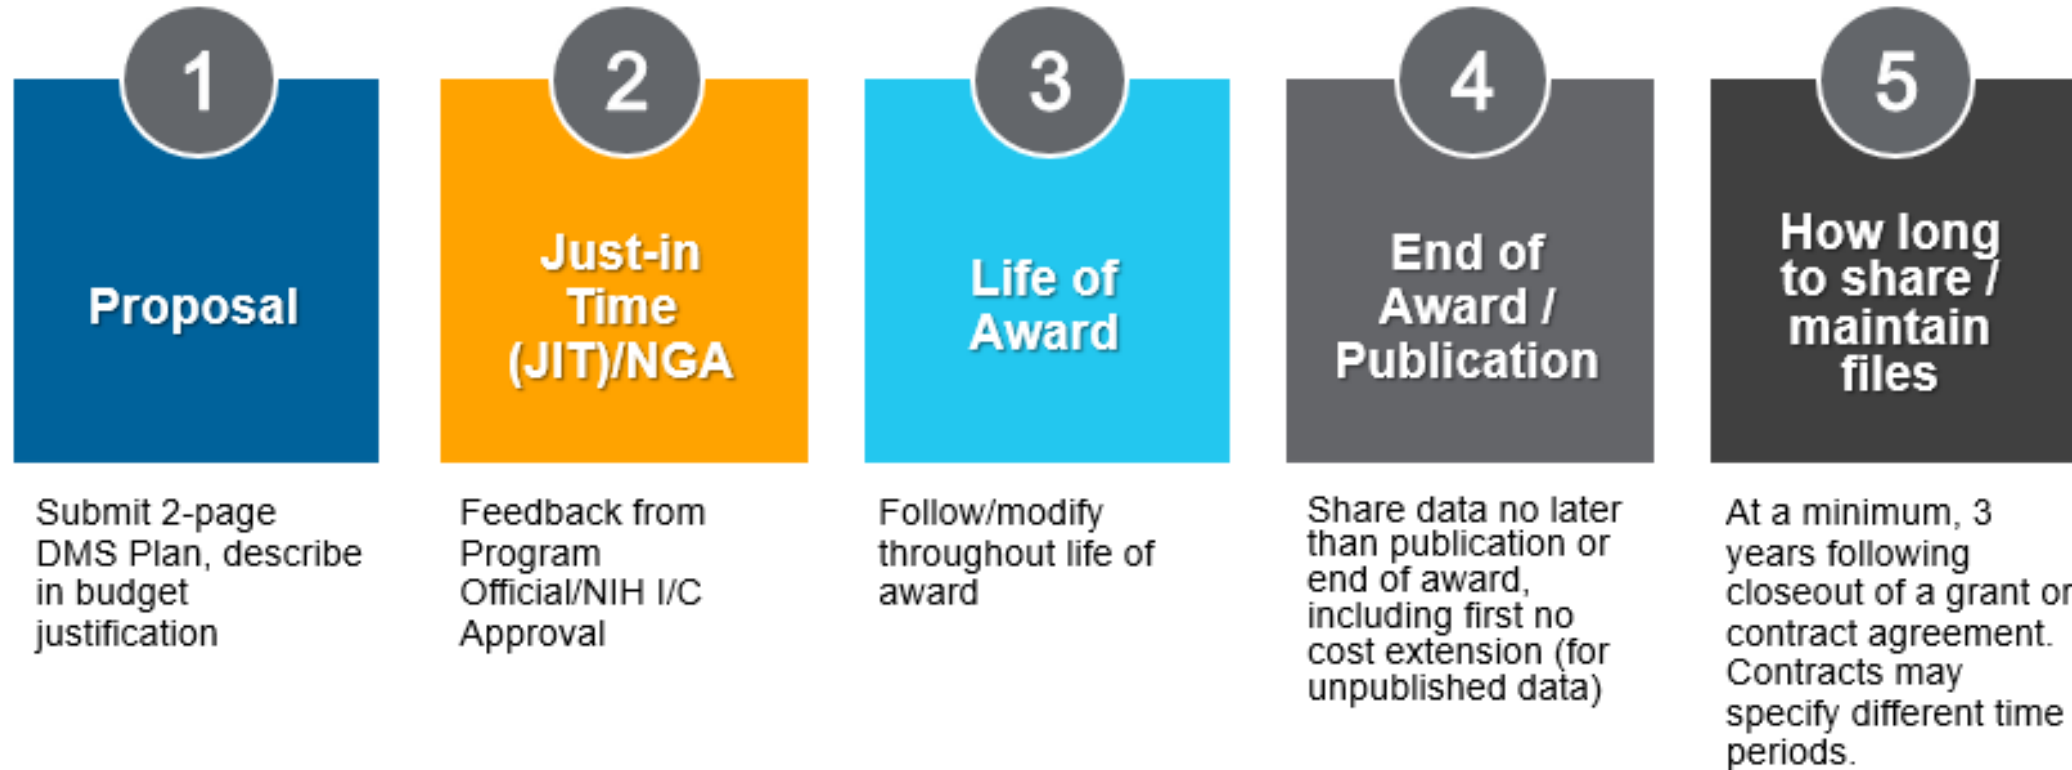 1
Proposal
Submit 2-page
DMS Plan, describe
in budget
justification
2
Just-in
Time
(JIT)/NGA
Feedback from
Program
Official/NIH I/C
Approval
3
Life of
Award
Follow/modify
throughout life of
award
4
End of
Award /
Publication
Share data no later
than publication or
end of award,
including first no
cost extension (for
unpublished data)
5
How long
to share /
maintain
files
At a minimum, 3
years following
closeout of a grant or
contract agreement.
Contracts may
specify different time
periods.